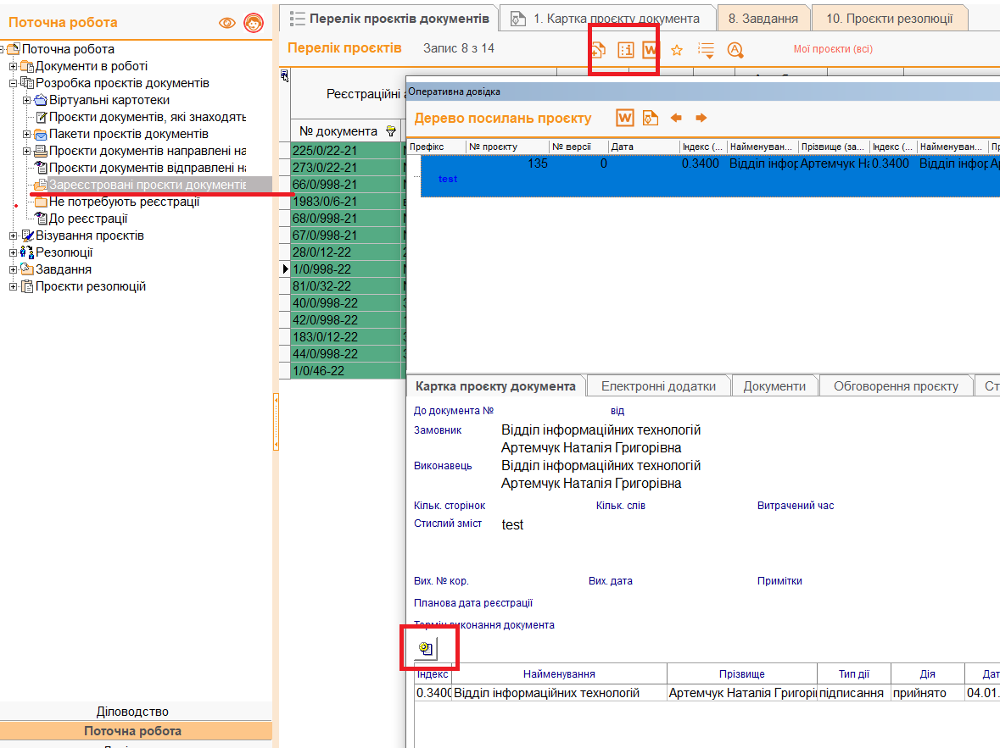 Поточна робота
Поточна робота
Документи в роботі
Розробка проєктів документів
Віртуальні картотеки
Проєкти документів, які знаходять
Пакети проєктів документів
Проєкти документів направлені на
Проєкти документів відправлені на
Зареєстровані проєкти документів
Не потребують реєстрації
До реєстрації
Візування проєктів
Резолюції
Завдання
Проєкти резолюцій
Діловодство
Поточна робота
Перелік проєктів документів
1. Картка проєкту документа
8. Завдання
10. Проєкти резолюції
Перелік проєктів
Запис 8 з 14
Мої проєкти (всі)
Реєстраційні
№ документа
225/0/22-21
273/0/22-21
66/0/998-21
1983/0/6-21
68/0/998-21
67/0/998-21
28/0/12-22
1/0/998-22
81/0/32-22
40/0/998-22
42/0/998-22
183/0/12-22
44/0/998-22
1/0/46-22
Оперативна довідка
Дерево посилань проєкту
Префікс № проєкту № версії Дата Індекс (... Найменуван... Прізвище (за... Індекс (... Найменуван... Пр
135 0 0.3400 Відділ інфор Артемчук На 0.3400 Відділ інфор Ар
test
Картка проєкту документа Електронні додатки Документи Обговорення проєкту Ст
До документа № від
Замовник Відділ інформаційних технологій
Артемчук Наталія Григорівна
Виконавець Відділ інформаційних технологій
Артемчук Наталія Григорівна
Кільк. сторінок Кільк. слів Витрачений час
Стислий зміст test
Вих. № кор. Вих. дата Примітки
Планова дата реєстрації
Термін виконання документа
Індекс Найменування Прізвище Тип дії Дія Дат
0.3400 Відділ інформаційних технологій Артемчук Наталія Григорі підписання прийнято 04.01.